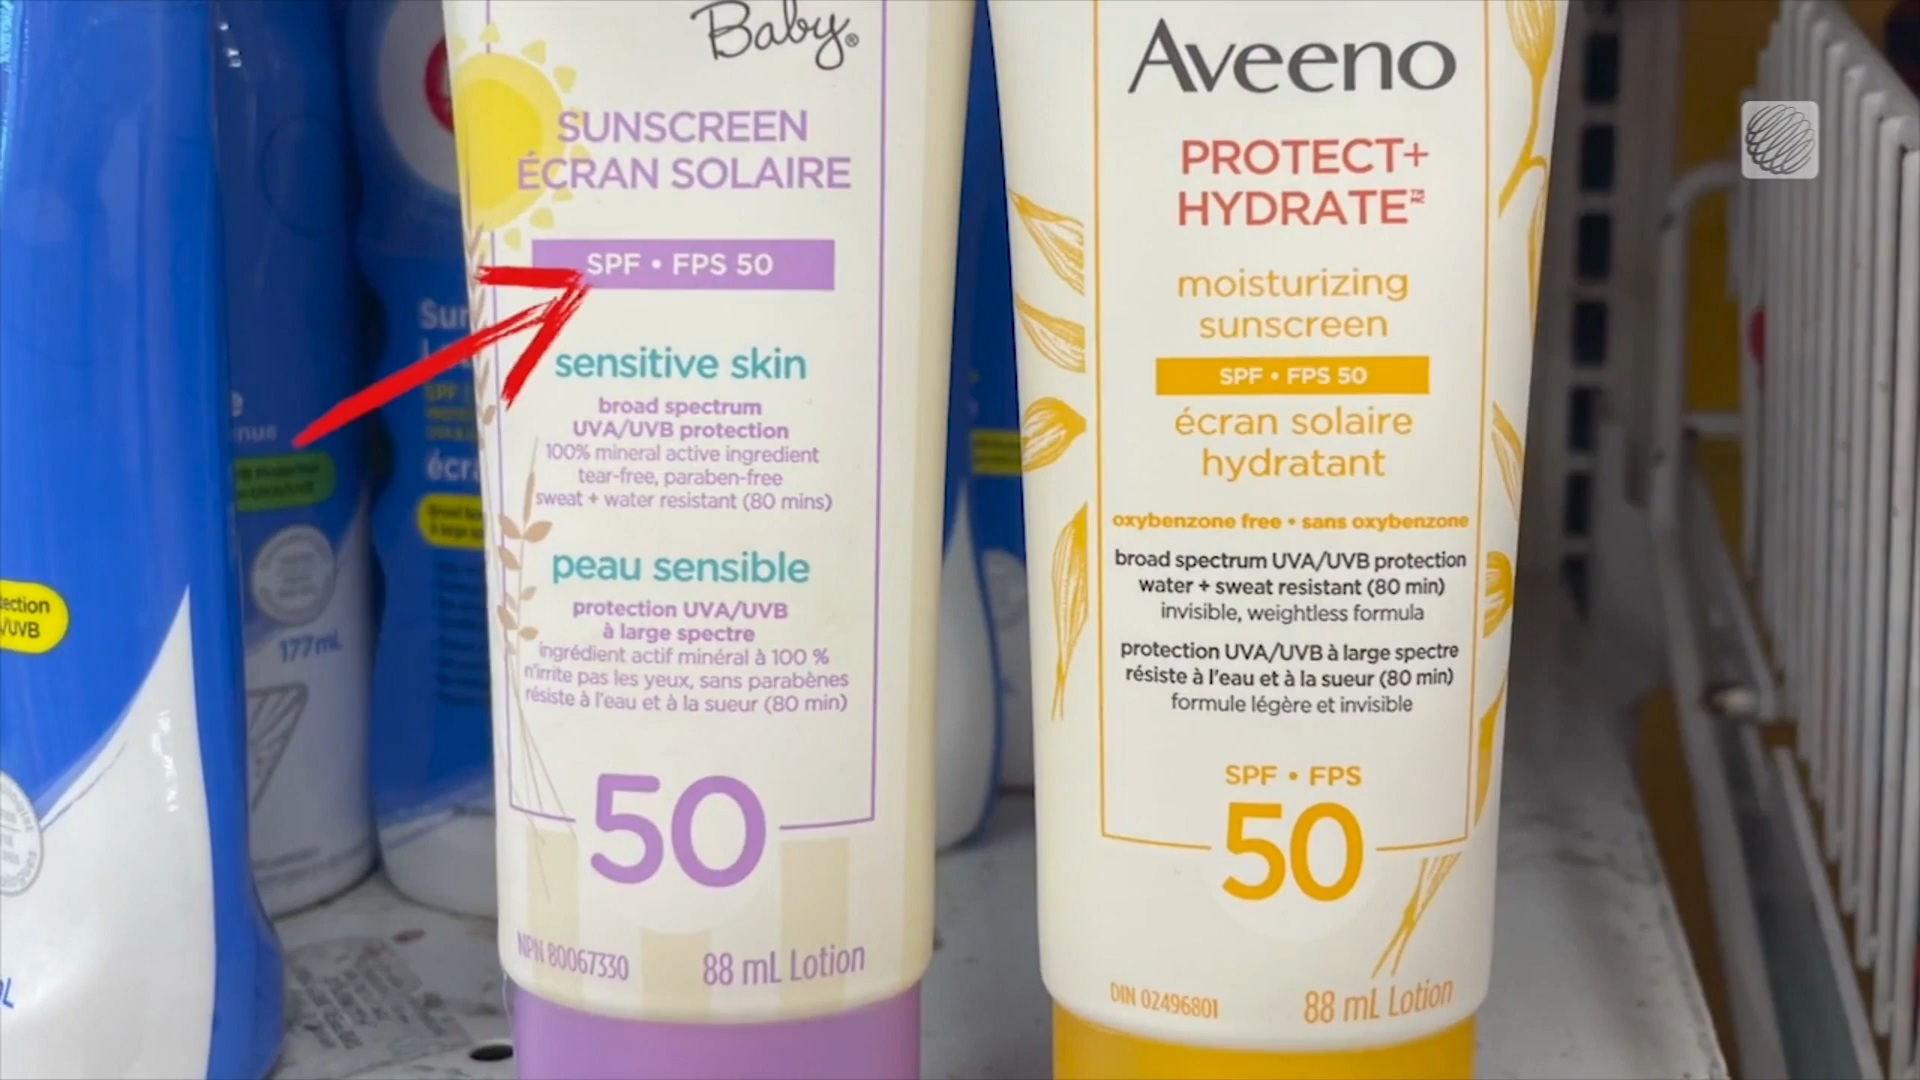 Baby®
SUNSCREEN
ÉCRAN SOLAIRE
SPF • FPS 50
sensitive skin
broad spectrum
UVA/UVB protection
100% mineral active ingredient
tear-free, paraben-free
sweat + water resistant (80 mins)
peau sensible
protection UVA/UVB
à large spectre
ingrédient actif minéral à 100 %
n'irrite pas les yeux, sans parabènes
résiste à l'eau et à la sueur (80 min)
50
NPN 80067330
88 mL Lotion
Aveeno
PROTECT+
HYDRATE
moisturizing
sunscreen
SPF • FPS 50
écran solaire
hydratant
oxybenzone free • sans oxybenzone
broad spectrum UVA/UVB protection
water + sweat resistant (80 min)
invisible, weightless formula
protection UVA/UVB à large spectre
résiste à l'eau et à la sueur (80 min)
formule légère et invisible
SPF • FPS
50
DIN 02496801
88 mL Lotion
177mL